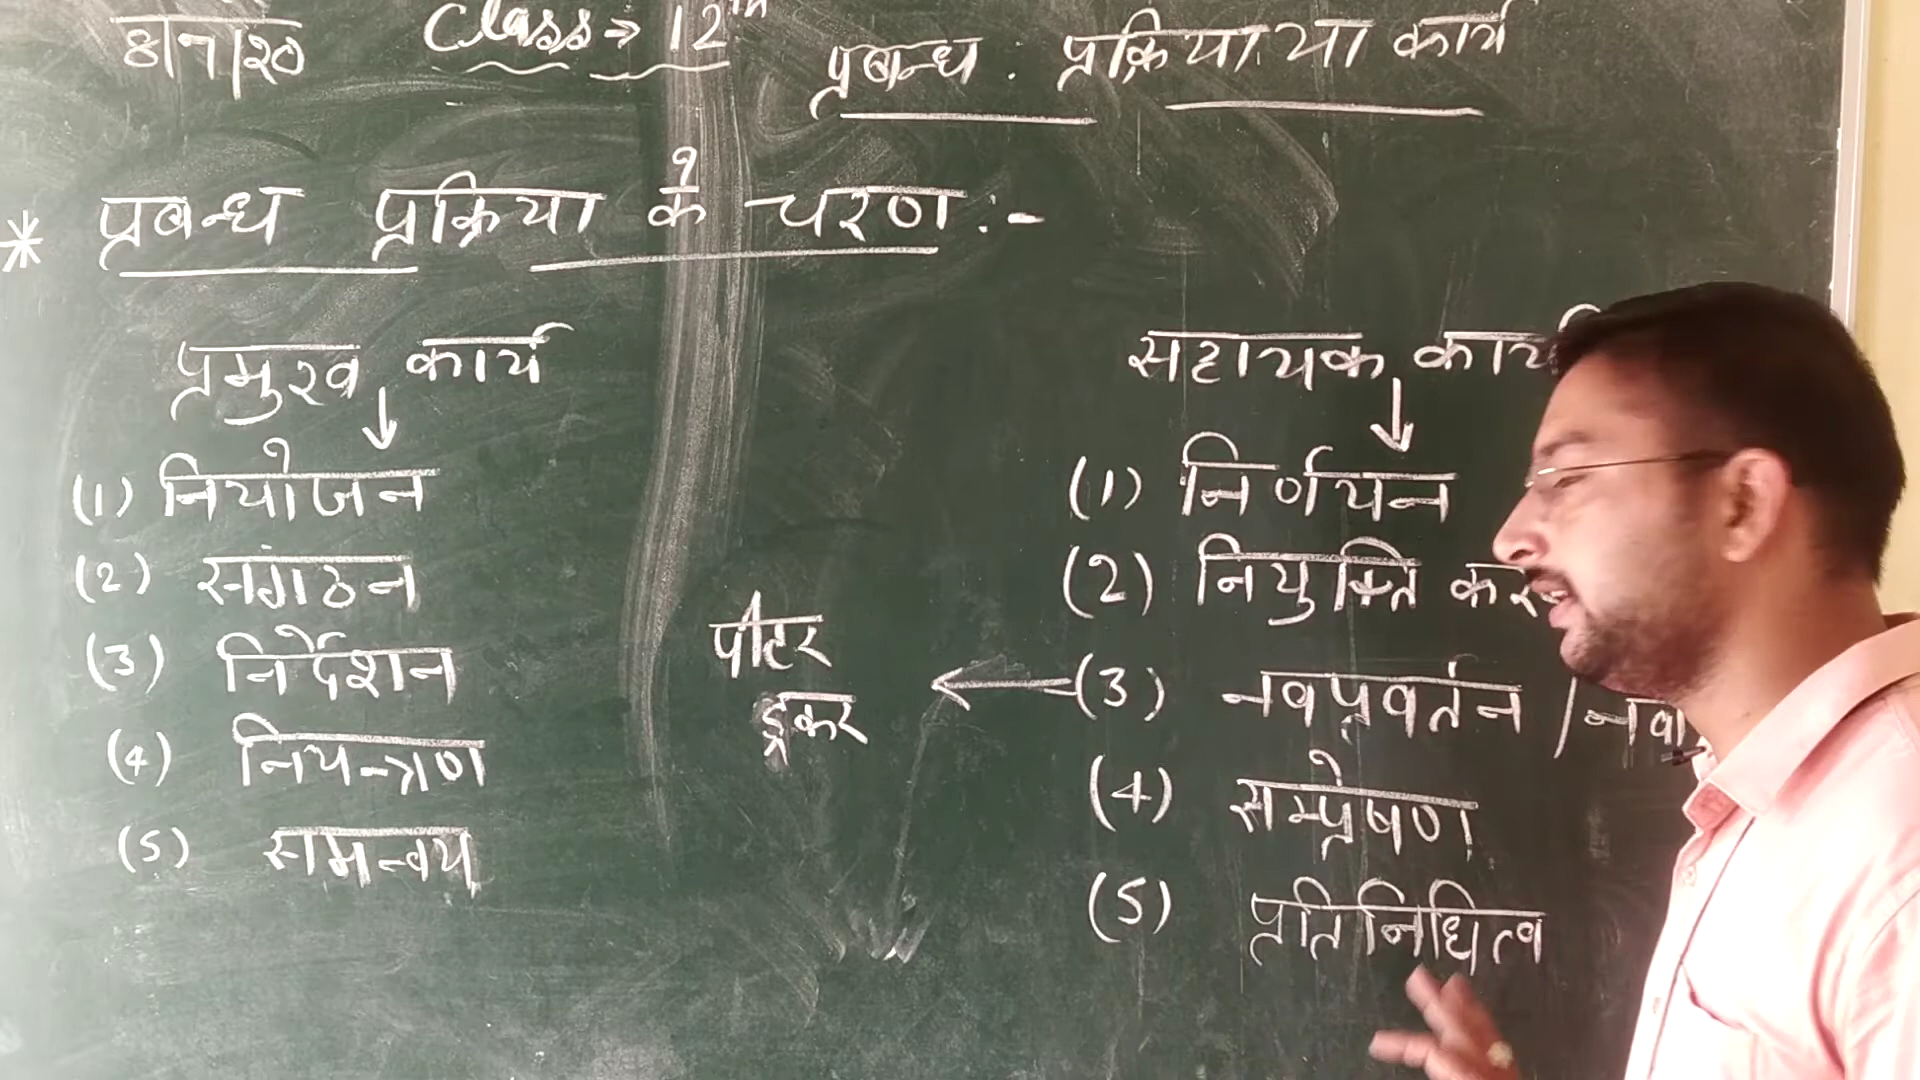 8/7/20 Class → 12th
प्रबन्ध . प्रक्रिया या कार्य
* प्रबन्ध प्रक्रिया के चरण :-
प्रमुख कार्य
(1) नियोजन
(2) संगठन
(3) निर्देशन
(4) नियन्त्रण
(5) समन्वय
पीटर
ड्रकर
सहायक कार्य
(1) निर्णयन
(2) नियुक्ति
(3) नवप्रवर्तन /
(4) सम्प्रेषण
(5) प्रतिनिधित्व